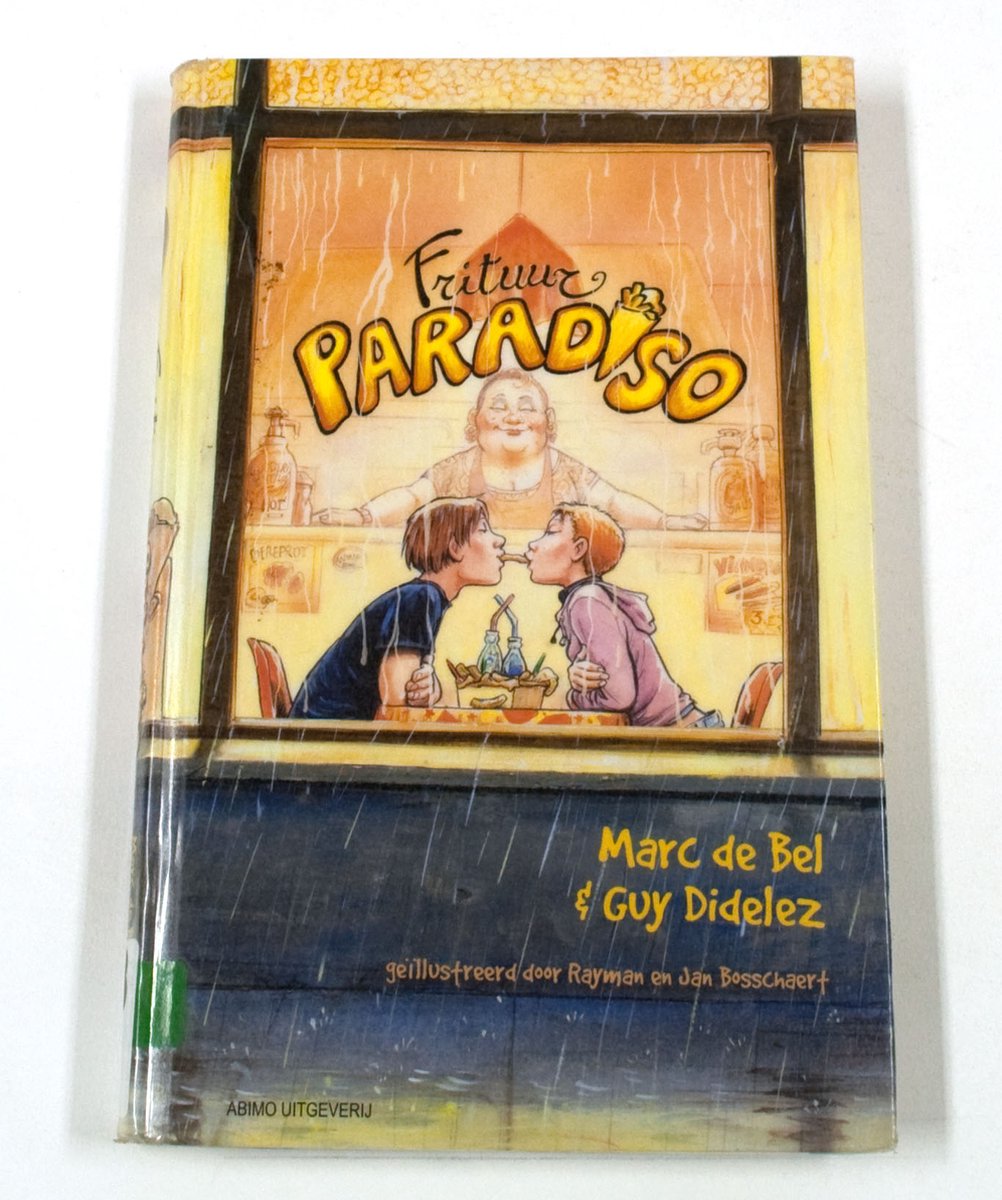 Frituur
PARADISO
Marc de Bel
& Guy Didelez
geïllustreerd door Rayman en Jan Bosschaert
ABIMO UITGEVERIJ